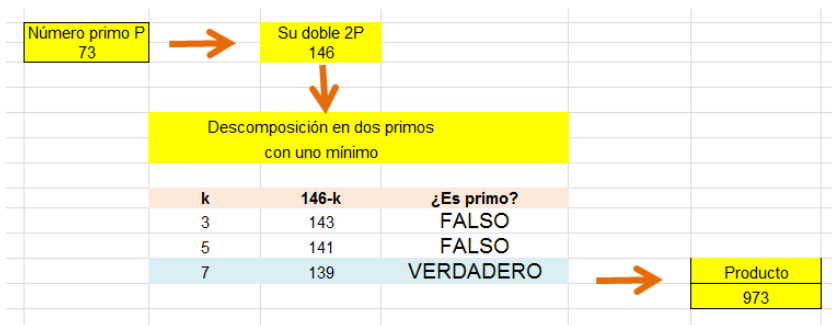 Número primo P
73
Su doble 2P
146
Descomposición en dos primos
con uno mínimo
k 146-k ¿Es primo?
3 143 FALSO
5 141 FALSO
7 139 VERDADERO
Producto
973